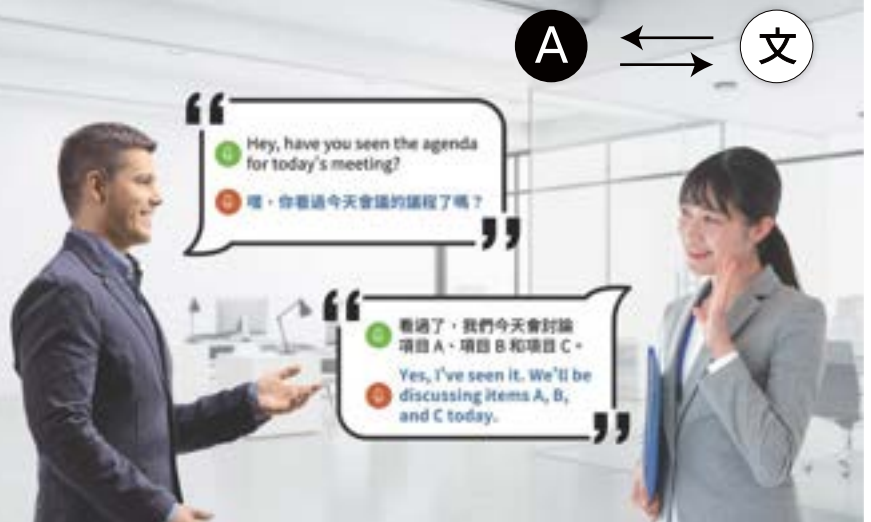 A 文
Hey, have you seen the agenda
for today's meeting?
嘿，你看過今天會議的議程了嗎？
看過了，我們今天會討論
項目 A、項目 B 和項目 C。
Yes, I've seen it. We'll be
discussing items A, B,
and C today.